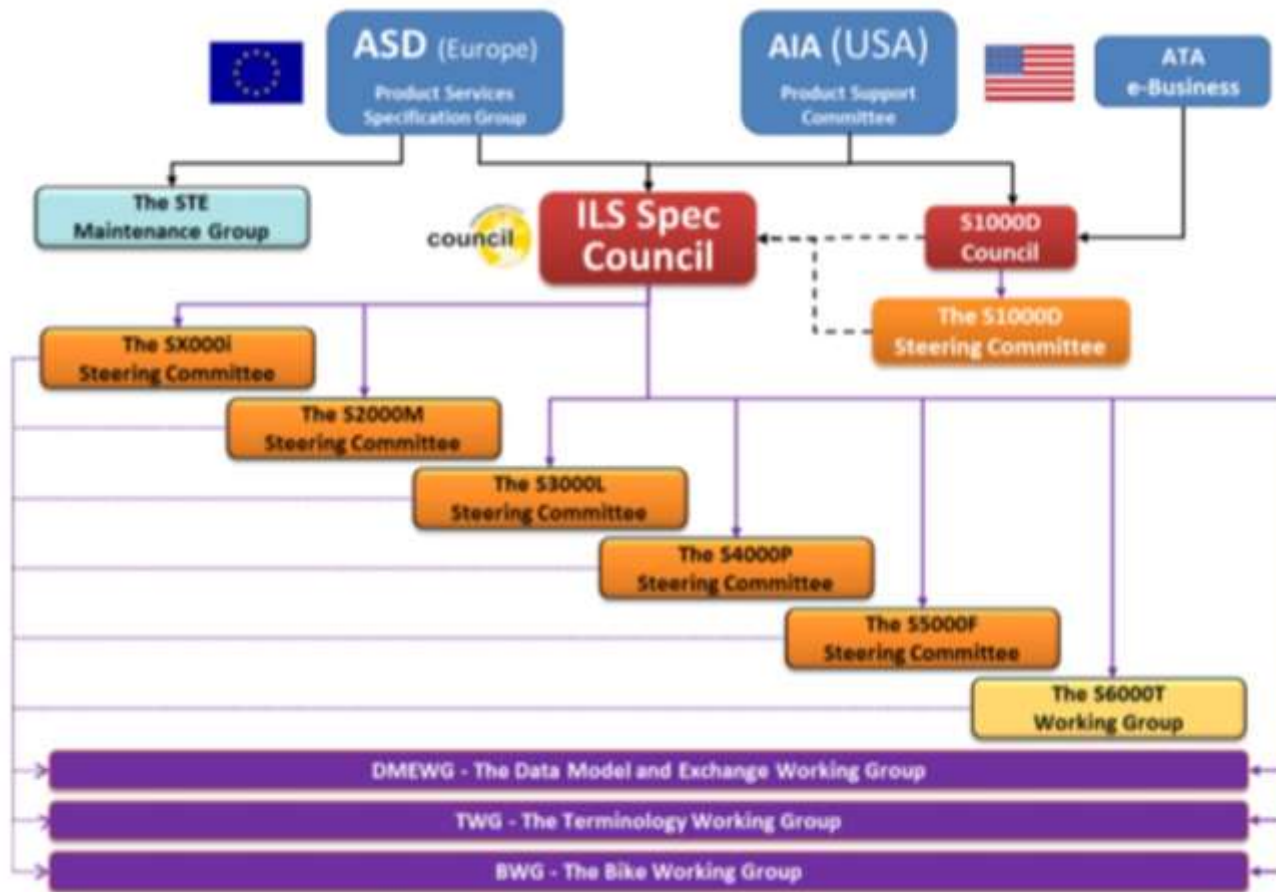 ASD (Europe)
Product Services
Specification Group
AIA (USA)
Product Support
Committee
ATA
e-Business
The STE
Maintenance Group
council
ILS Spec
Council
S1000D
Council
The S1000D
Steering Committee
The SX000i
Steering Committee
The S2000M
Steering Committee
The S3000L
Steering Committee
The S4000P
Steering Committee
The S5000F
Steering Committee
The S6000T
Working Group
DMEWG - The Data Model and Exchange Working Group
TWG - The Terminology Working Group
BWG - The Bike Working Group